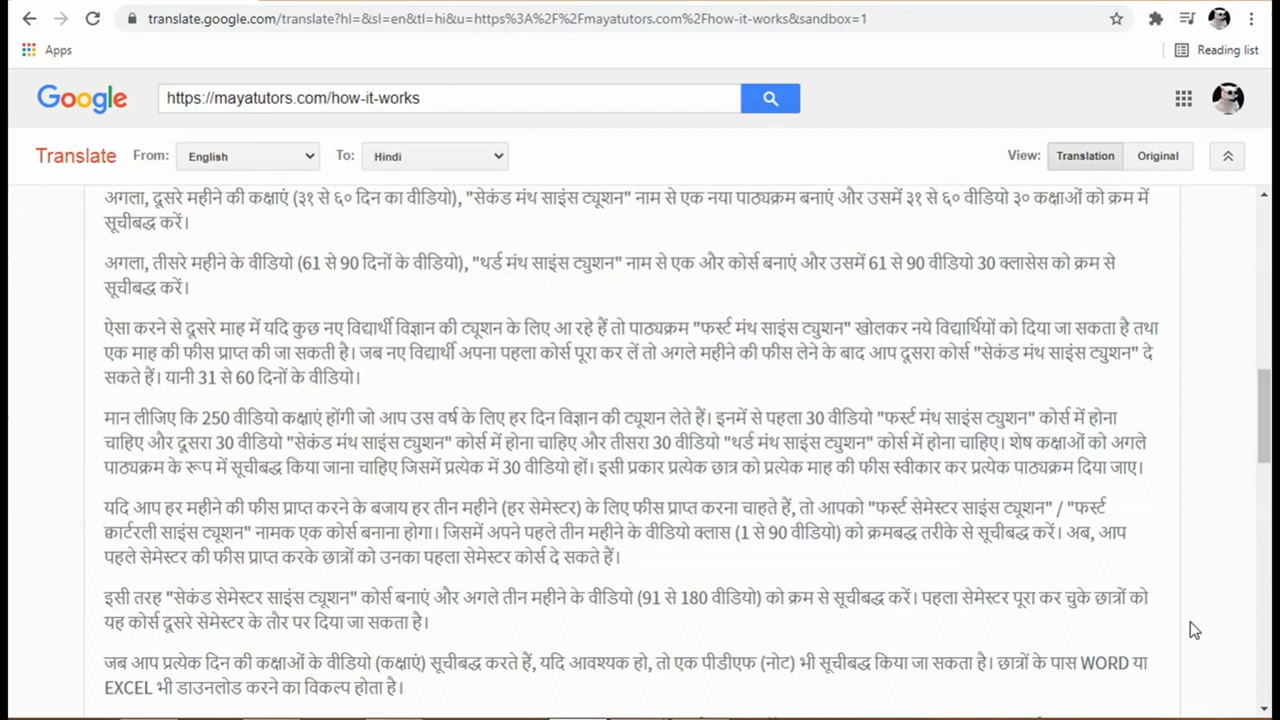 translate.google.com/translate?hl=&sl=en&tl=hi&u=https%3A%2F%2Fmayatutors.com%2Fhow-it-works&sandbox=1
Apps
Reading list
Google
https://mayatutors.com/how-it-works
Translate From: English To: Hindi View: Translation Original
अगला, दूसरे महीने की कक्षाएं (३१ से ६० दिन का वीडियो), "सेकंड मंथ साइंस ट्यूशन" नाम से एक नया पाठ्यक्रम बनाएं और उसमें ३१ से ६० वीडियो ३० कक्षाओं को क्रम में
सूचीबद्ध करें।
अगला, तीसरे महीने के वीडियो (61 से 90 दिनों के वीडियो), "थर्ड मंथ साइंस ट्युशन" नाम से एक और कोर्स बनाएं और उसमें 61 से 90 वीडियो 30 क्लासेस को क्रम से
सूचीबद्ध करें।
ऐसा करने से दूसरे माह में यदि कुछ नए विद्यार्थी विज्ञान की ट्यूशन के लिए आ रहे हैं तो पाठ्यक्रम "फर्स्ट मंथ साइंस ट्युशन" खोलकर नये विद्यार्थियों को दिया जा सकता है तथा
एक माह की फीस प्राप्त की जा सकती है। जब नए विद्यार्थी अपना पहला कोर्स पूरा कर लें तो अगले महीने की फीस लेने के बाद आप दूसरा कोर्स "सेकंड मंथ साइंस ट्युशन" दे
सकते हैं। यानी 31 से 60 दिनों के वीडियो।
मान लीजिए कि 250 वीडियो कक्षाएं होंगी जो आप उस वर्ष के लिए हर दिन विज्ञान की ट्यूशन लेते हैं। इनमें से पहला 30 वीडियो "फर्स्ट मंथ साइंस ट्युशन" कोर्स में होना
चाहिए और दूसरा 30 वीडियो "सेकंड मंथ साइंस ट्युशन" कोर्स में होना चाहिए और तीसरा 30 वीडियो "थर्ड मंथ साइंस ट्युशन" कोर्स में होना चाहिए। शेष कक्षाओं को अगले
पाठ्यक्रम के रूप में सूचीबद्ध किया जाना चाहिए जिसमें प्रत्येक में 30 वीडियो हों। इसी प्रकार प्रत्येक छात्र को प्रत्येक माह की फीस स्वीकार कर प्रत्येक पाठ्यक्रम दिया जाए।
यदि आप हर महीने की फीस प्राप्त करने के बजाय हर तीन महीने (हर सेमेस्टर) के लिए फीस प्राप्त करना चाहते हैं, तो आपको "फर्स्ट सेमेस्टर साइंस ट्यूशन" / "फर्स्ट
क्वार्टरली साइंस ट्यूशन" नामक एक कोर्स बनाना होगा। जिसमें अपने पहले तीन महीने के वीडियो क्लास (1 से 90 वीडियो) को क्रमबद्ध तरीके से सूचीबद्ध करें। अब, आप
पहले सेमेस्टर की फीस प्राप्त करके छात्रों को उनका पहला सेमेस्टर कोर्स दे सकते हैं।
इसी तरह "सेकंड सेमेस्टर साइंस ट्यूशन" कोर्स बनाएं और अगले तीन महीने के वीडियो (91 से 180 वीडियो) को क्रम से सूचीबद्ध करें। पहला सेमेस्टर पूरा कर चुके छात्रों को
यह कोर्स दूसरे सेमेस्टर के तौर पर दिया जा सकता है।
जब आप प्रत्येक दिन की कक्षाओं के वीडियो (कक्षाएं) सूचीबद्ध करते हैं, यदि आवश्यक हो, तो एक पीडीएफ (नोट) भी सूचीबद्ध किया जा सकता है। छात्रों के पास WORD या
EXCEL भी डाउनलोड करने का विकल्प होता है।